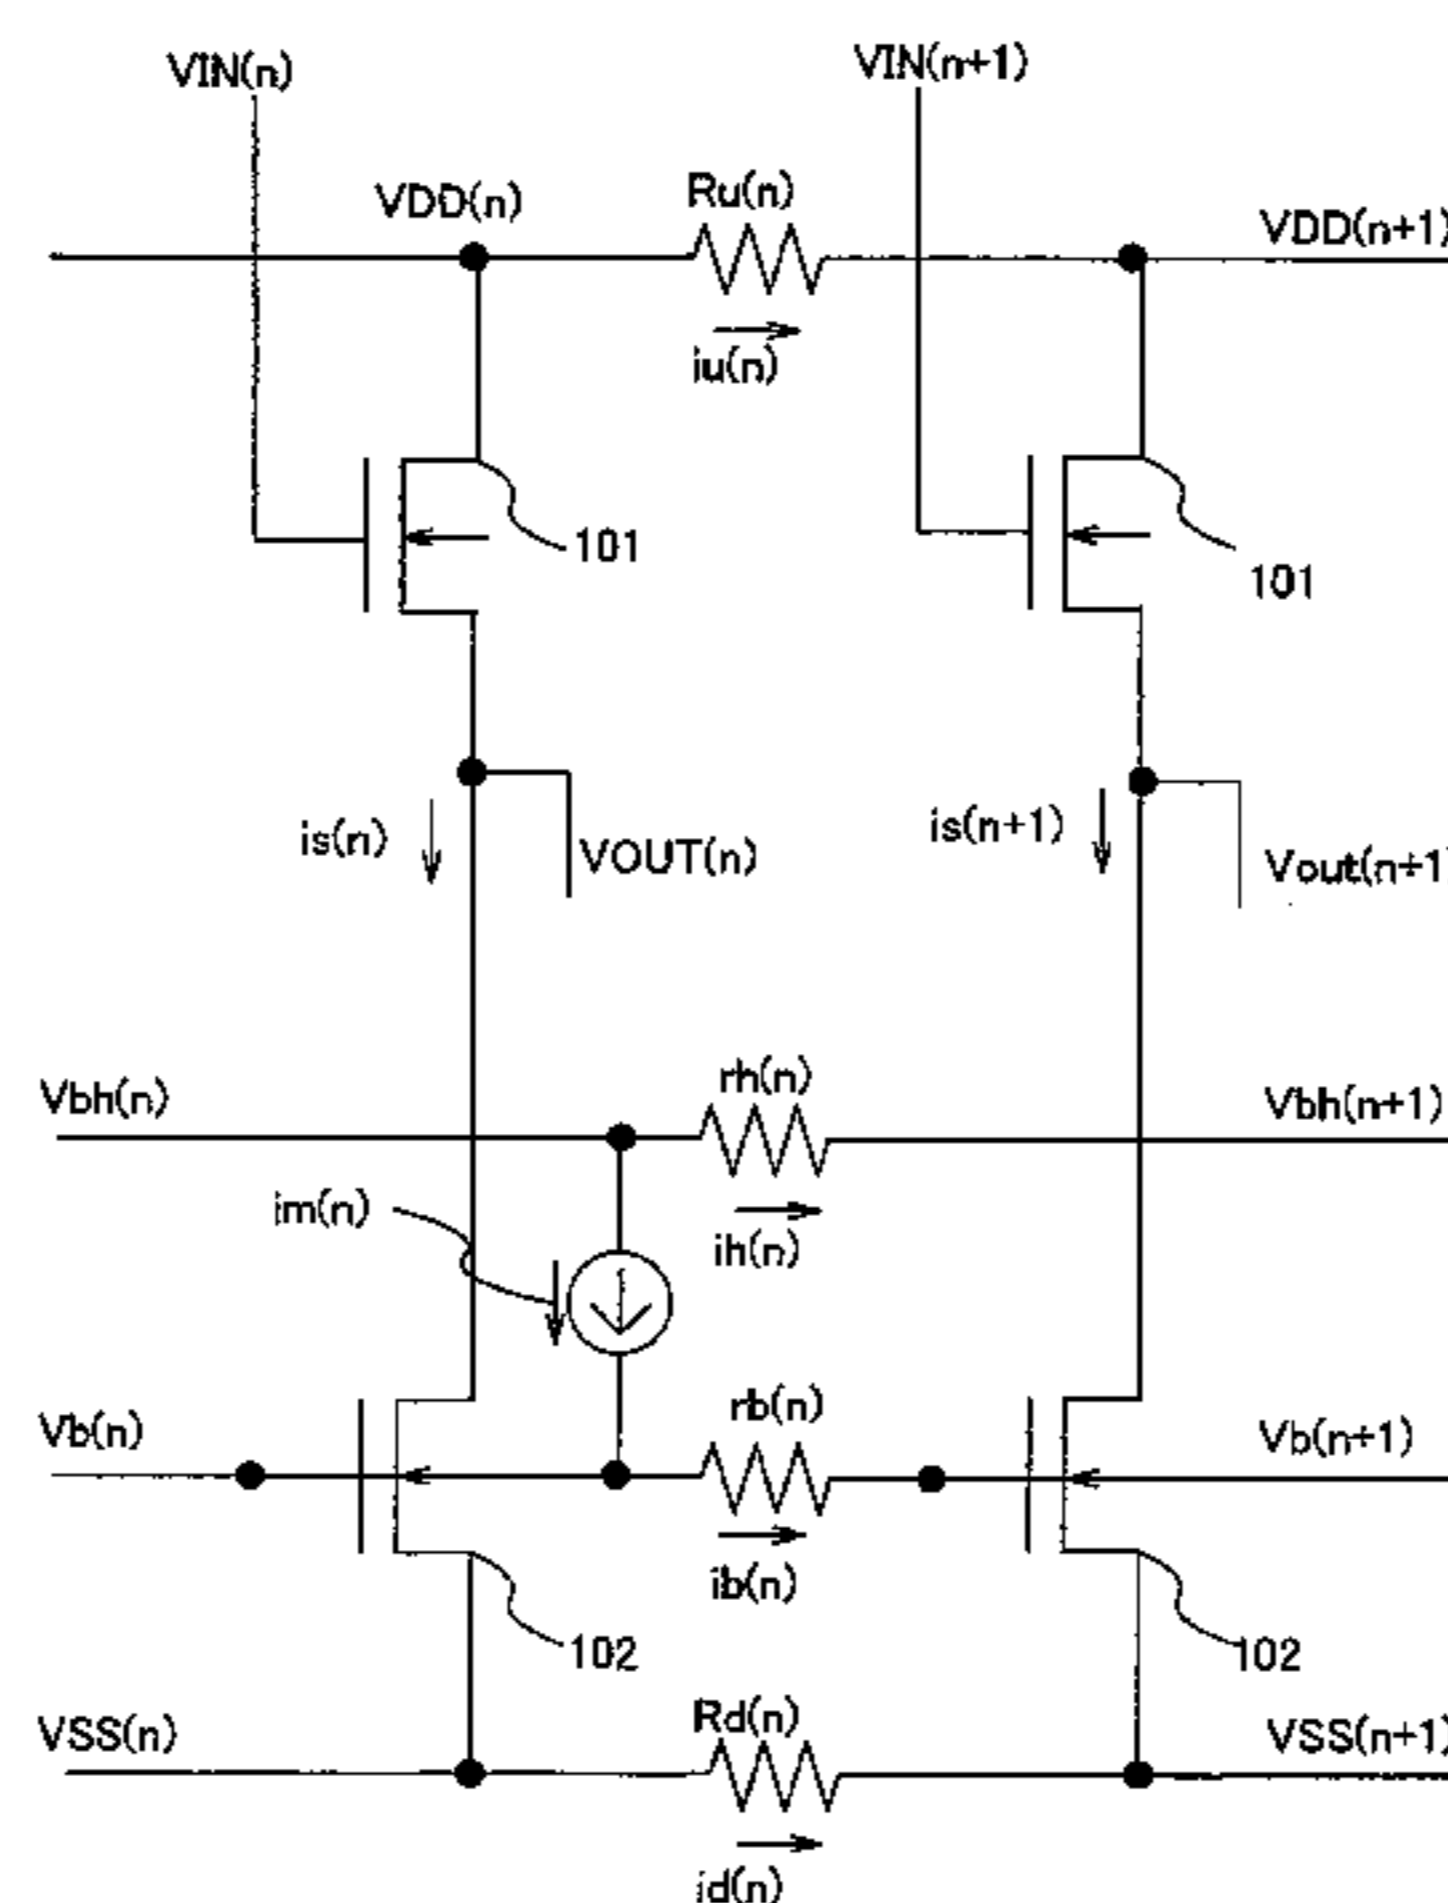 VIN(n)
VIN(n+1)
VDD(n)
Ru(n)
VDD(n+1)
iu(n)
101
101
is(n)
VOUT(n)
is(n+1)
Vout(n+1)
Vbh(n)
rh(n)
Vbh(n+1)
im(n)
ih(n)
Vb(n)
rb(n)
Vb(n+1)
ib(n)
102
102
VSS(n)
Rd(n)
VSS(n+1)
id(n)